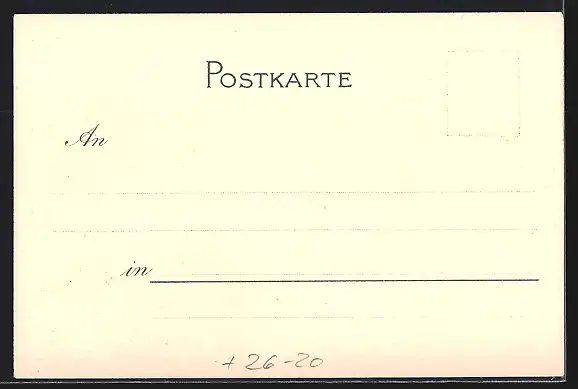 POSTKARTE
An
in
+ 26-20